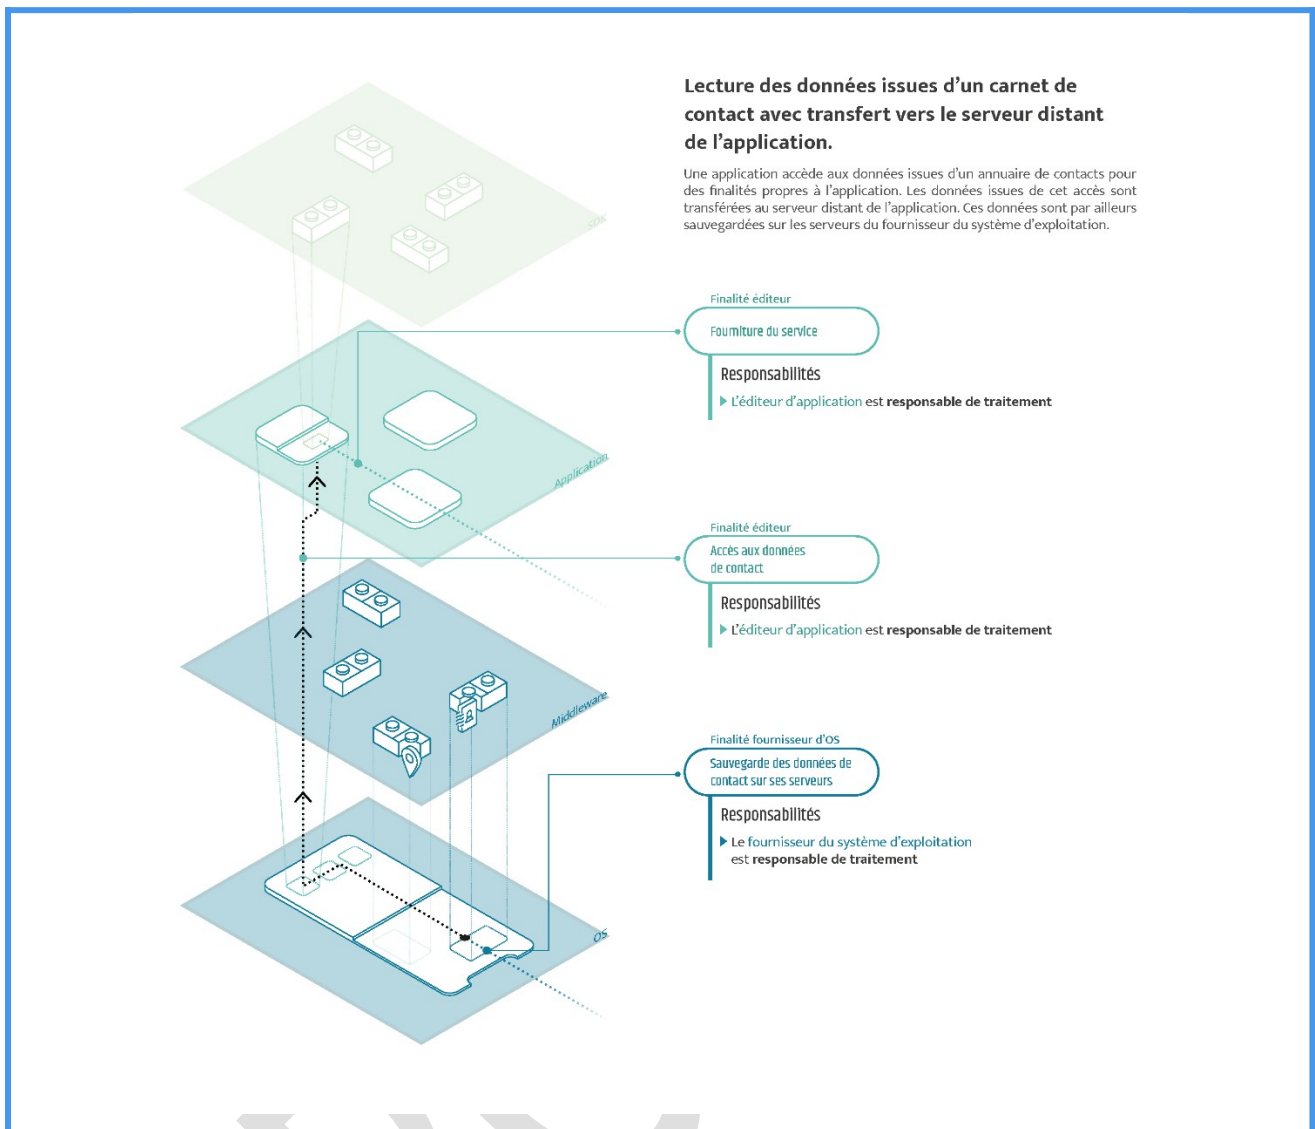 Lecture des données issues d'un carnet de
contact avec transfert vers le serveur distant
de l'application.
Une application accède aux données issues d'un annuaire de contacts pour
des finalités propres à l'application. Les données issues de cet accès sont
transférées au serveur distant de l'application. Ces données sont par ailleurs
sauvegardées sur les serveurs du fournisseur du système d'exploitation.
SDK
Finalité éditeur
Fourniture du service
Responsabilités
L'éditeur d'application est responsable de traitement
Application
Finalité éditeur
Accès aux données
de contact
Responsabilités
L'éditeur d'application est responsable de traitement
Middleware
Finalité fournisseur d'OS
Sauvegarde des données de
contact sur ses serveurs
Responsabilités
Le fournisseur du système d'exploitation
est responsable de traitement
OS